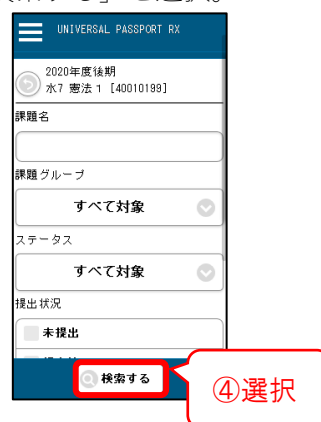 UNIVERSAL PASSPORT RX
2020年度後期
水7 憲法1 [40010199]
課題名
課題グループ
すべて対象
ステータス
すべて対象
提出状況
未提出
検索する
④選択